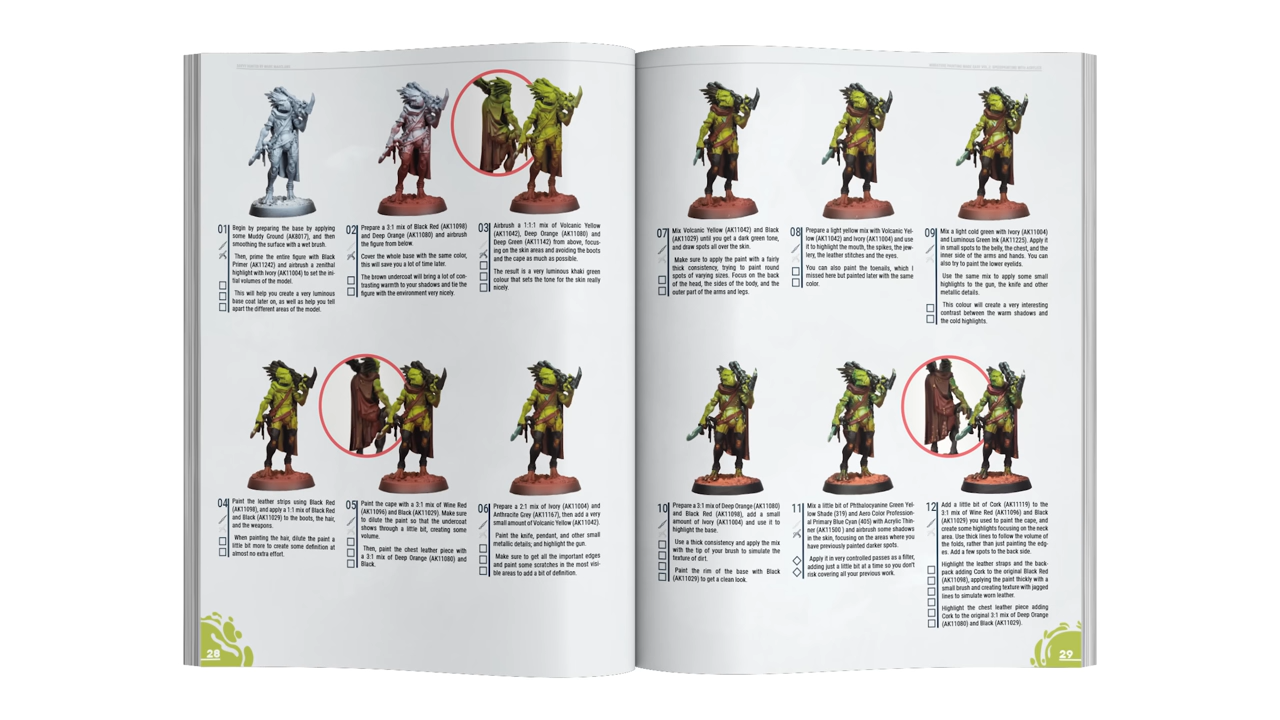 01
Begin by preparing the base by applying
some Muddy Ground (AK8017), and then
smoothing the surface with a wet brush.
Then, prime the entire figure with Black
Primer (AK11242) and airbrush a zenithal
highlight with Ivory (AK11004) to set the ini-
tial volumes of the model.
This will help you create a very luminous
base coat later on, as well as help you tell
apart the different areas of the model.
02
Prepare a 3:1 mix of Black Red (AK11098)
and Deep Orange (AK11080) and airbrush
the figure from below.
Cover the whole base with the same color,
this will save you a lot of time later.
The brown undercoat will bring a lot of con-
trasting warmth to your shadows and tie the
figure with the environment very nicely.
03
Airbrush a 1:1:1 mix of Volcanic Yellow
(AK11042), Deep Orange (AK11080) and
Deep Green (AK11142) from above, focus-
ing on the skin areas and avoiding the boots
and the cape as much as possible.
The result is a very luminous khaki green
colour that sets the tone for the skin really
nicely.
04
Paint the leather strips using Black Red
(AK11098), and apply a 1:1 mix of Black Red
and Black (AK11029) to the boots, the hair,
and the weapons.
When painting the hair, dilute the paint a
little bit more to create some definition at
almost no extra effort.
05
Paint the cape with a 3:1 mix of Wine Red
(AK11096) and Black (AK11029). Make sure
to dilute the paint so that the undercoat
shows through a little bit, creating some
volume.
Then, paint the chest leather piece with
a 3:1 mix of Deep Orange (AK11080) and
Black.
06
Prepare a 2:1 mix of Ivory (AK11004) and
Anthracite Grey (AK11167), then add a very
small amount of Volcanic Yellow (AK11042).
Paint the knife, pendant, and other small
metallic details; and highlight the gun.
Make sure to get all the important edges
and paint some scratches in the most visi-
ble areas to add a bit of definition.
28
07
Mix Volcanic Yellow (AK11042) and Black
(AK11029) until you get a dark green tone,
and draw spots all over the skin.
Make sure to apply the paint with a fairly
thick consistency, trying to paint round
spots of varying sizes. Focus on the back
of the head, the sides of the body, and the
outer part of the arms and legs.
08
Prepare a light yellow mix with Volcanic Yel-
low (AK11042) and Ivory (AK11004) and use
it to highlight the mouth, the spikes, the jew-
lery, the leather stitches and the eyes.
You can also paint the toenails, which I
missed here but painted later with the same
color.
09
Mix a light cold green with Ivory (AK11004)
and Luminous Green Ink (AK11225). Apply it
in small spots to the belly, the chest, and the
inner side of the arms and hands. You can
also try to paint the lower eyelids.
Use the same mix to apply some small
highlights to the gun, the knife and other
metallic details.
This colour will create a very interesting
contrast between the warm shadows and
the cold highlights.
10
Prepare a 3:1 mix of Deep Orange (AK11080)
and Black Red (AK11098), add a small
amount of Ivory (AK11004) and use it to
highlight the base.
Use a thick consistency and apply the mix
with the tip of your brush to simulate the
texture of dirt.
Paint the rim of the base with Black
(AK11029) to get a clean look.
11
Mix a little bit of Phthalocyanine Green Yel-
low Shade (319) and Aero Color Profession-
al Primary Blue Cyan (405) with Acrylic Thin-
ner (AK11500 ) and airbrush some shadows
in the skin, focusing on the areas where you
have previously painted darker spots.
Apply it in very controlled passes as a filter,
adding just a little bit at a time so you don't
risk covering all your previous work.
12
Add a little bit of Cork (AK11119) to the
3:1 mix of Wine Red (AK11096) and Black
(AK11029) you used to paint the cape, and
create some highlights focusing on the neck
area. Use thick lines to follow the volume of
the folds, rather than just painting the edg-
es. Add a few spots to the back side.
Highlight the leather straps and the back-
pack adding Cork to the original Black Red
(AK11098), applying the paint thickly with a
small brush and creating texture with jagged
lines to simulate worn leather.
Highlight the chest leather piece adding
Cork to the original 3:1 mix of Deep Orange
(AK11080) and Black (AK11029).
29